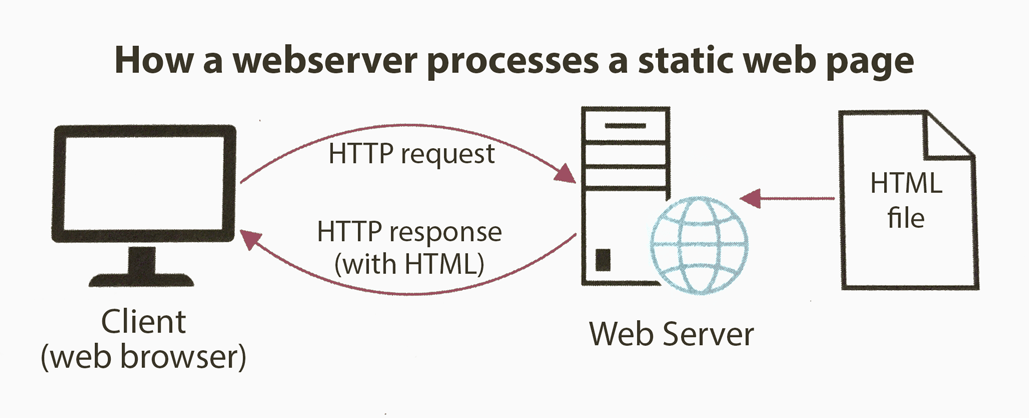 How a webserver processes a static web page
HTTP request
HTTP response
(with HTML)
HTML
file
Client
(web browser)
Web Server